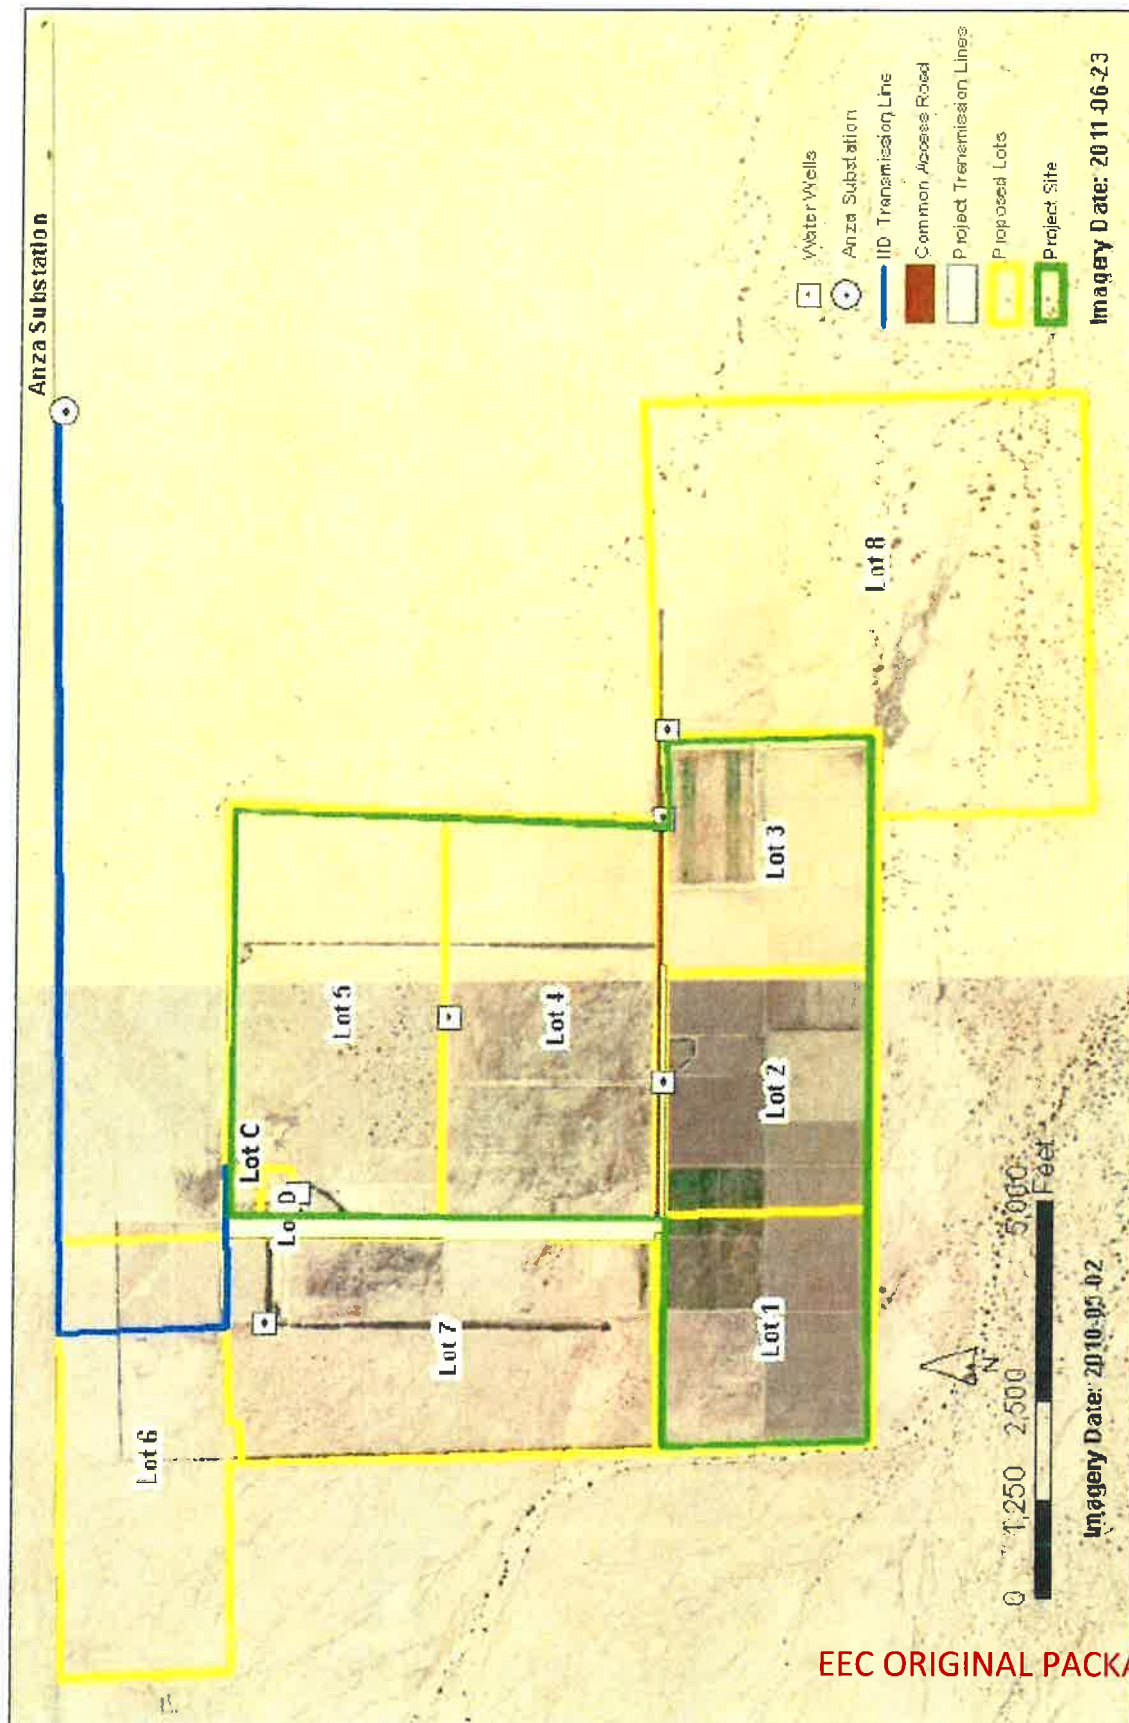 Anza Substation
Lot 6
Lot 7
Lot D
Lot C
Lot 5
Lot 4
Lot 1
Lot 2
Lot 3
Lot 8
Water Wells
Anza Substation
IID Transmission Line
Common Access Road
Project Transmission Lines
Proposed Lots
Project Site
N
0 1,250 2,500 5,000
Feet
Imagery Date: 2010-05-02
Imagery Date: 2011-06-23
EEC ORIGINAL PACKA